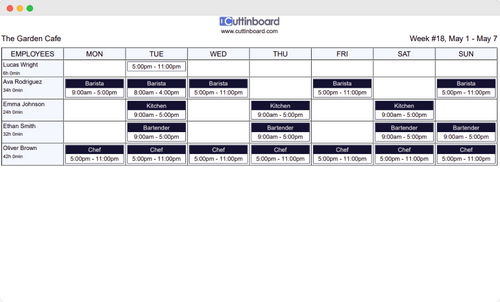 Cuttinboard
www.cuttinboard.com
The Garden Cafe Week #18, May 1 - May 7
EMPLOYEES MON TUE WED THU FRI SAT SUN
Lucas Wright
6h 0min
5:00pm - 11:00pm
Ava Rodriguez
34h 0min
Barista Barista Barista Barista Barista
9:00am - 5:00pm 8:00am - 4:00pm 5:00pm - 11:00pm 5:00pm - 11:00pm 5:00pm - 11:00pm
Emma Johnson
24h 0min
Kitchen Kitchen Kitchen
9:00am - 5:00pm 9:00am - 5:00pm 9:00am - 5:00pm
Ethan Smith
32h 0min
Bartender Bartender Bartender Bartender
9:00am - 5:00pm 9:00am - 5:00pm 9:00am - 5:00pm 9:00am - 5:00pm
Oliver Brown
42h 0min
Chef Chef Chef Chef Chef Chef Chef
5:00pm - 11:00pm 5:00pm - 11:00pm 5:00pm - 11:00pm 5:00pm - 11:00pm 5:00pm - 11:00pm 5:00pm - 11:00pm 5:00pm - 11:00pm